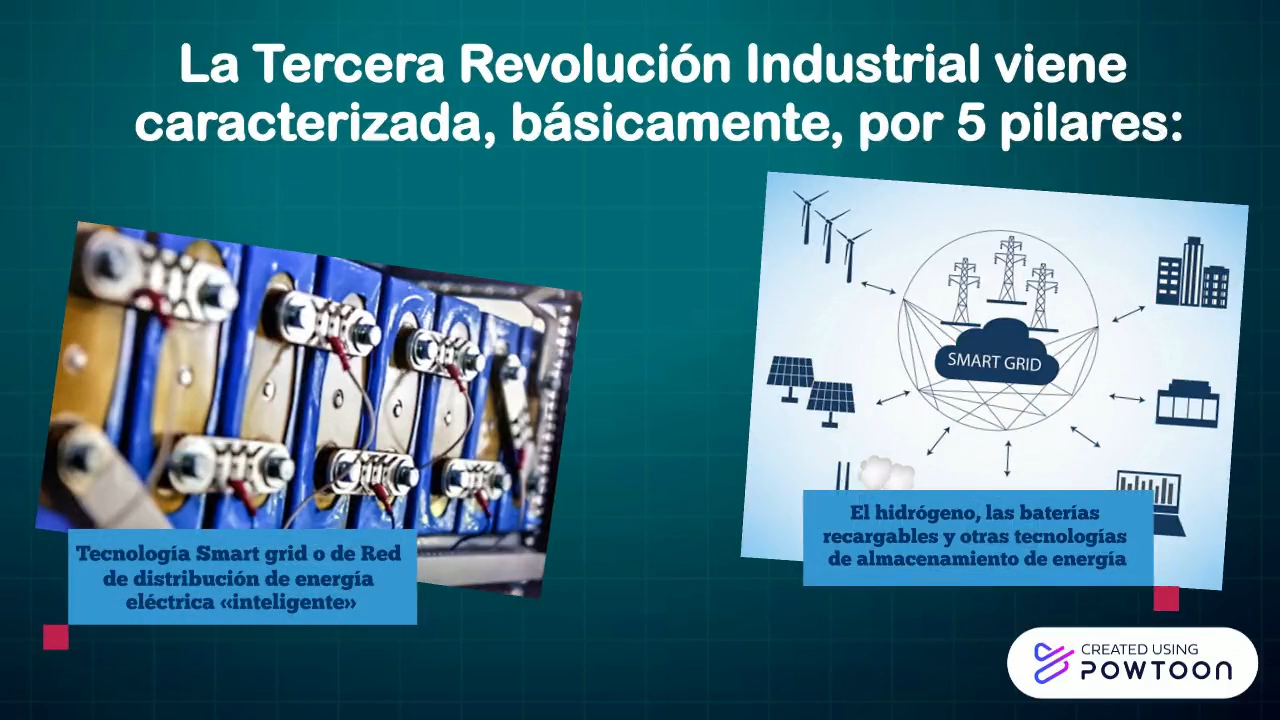 La Tercera Revolución Industrial viene
caracterizada, básicamente, por 5 pilares:
SMART GRID
Tecnología Smart grid o de Red
de distribución de energía
eléctrica «inteligente»
El hidrógeno, las baterías
recargables y otras tecnologías
de almacenamiento de energía
CREATED USING
POWTOON